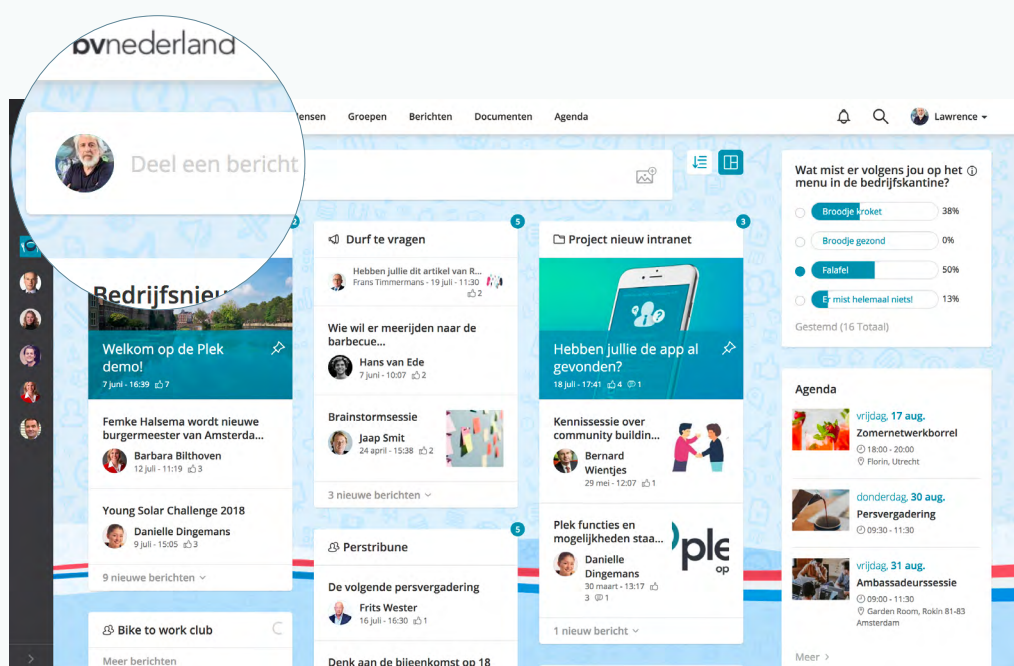 bvnederland
Deel een bericht
Groepen
Berichten
Documenten
Agenda
Lawrence
Bedrijfsnieu
Welkom op de Plek
demo!
7 juni - 16:39 7
Femke Halsema wordt nieuwe
burgermeester van Amsterda...
Barbara Bilthoven
12 juli - 11:19 3
Young Solar Challenge 2018
Danielle Dingemans
9 juli - 15:05 3
9 nieuwe berichten
Bike to work club
Meer berichten
5
Durf te vragen
Hebben jullie dit artikel van R...
Frans Timmermans - 19 juli - 11:30
2
Wie wil er meerijden naar de
barbecue...
Hans van Ede
7 juni - 10:07 2
Brainstormsessie
Jaap Smit
24 april - 15:38 2
3 nieuwe berichten
5
Perstribune
De volgende persvergadering
Frits Wester
16 juli - 16:30 1
Denk aan de bijeenkomst op 18
3
Project nieuw intranet
Hebben jullie de app al
gevonden?
18 juli - 17:41 4 1
Kennissessie over
community buildin...
Bernard
Wientjes
29 mei - 12:07 1
Plek functies en
mogelijkheden staa...
ple
op
Danielle
Dingemans
30 maart - 13:17
3 1
1 nieuw bericht
Wat mist er volgens jou op het
menu in de bedrijfskantine?
Broodje kroket 38%
Broodje gezond 0%
Falafel 50%
Er mist helemaal niets! 13%
Gestemd (16 Totaal)
Agenda
vrijdag, 17 aug.
Zomernetwerkborrel
18:00 - 20:00
Florin, Utrecht
donderdag, 30 aug.
Persvergadering
09:30 - 11:30
vrijdag, 31 aug.
Ambassadeurssessie
09:00 - 11:30
Garden Room, Rokin 81-83
Amsterdam
Meer >